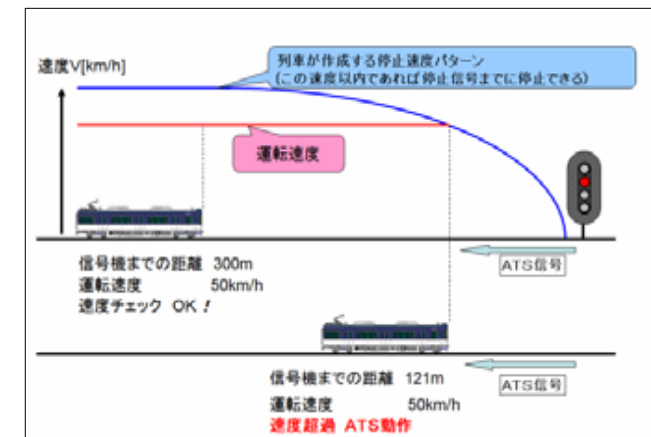 速度V[km/h]
列車が作成する停止速度パターン
(この速度以内であれば停止信号までに停止できる)
運転速度
ATS信号
信号機までの距離 300m
運転速度 50km/h
速度チェック OK!
信号機までの距離 121m
運転速度 50km/h
速度超過 ATS動作
ATS信号